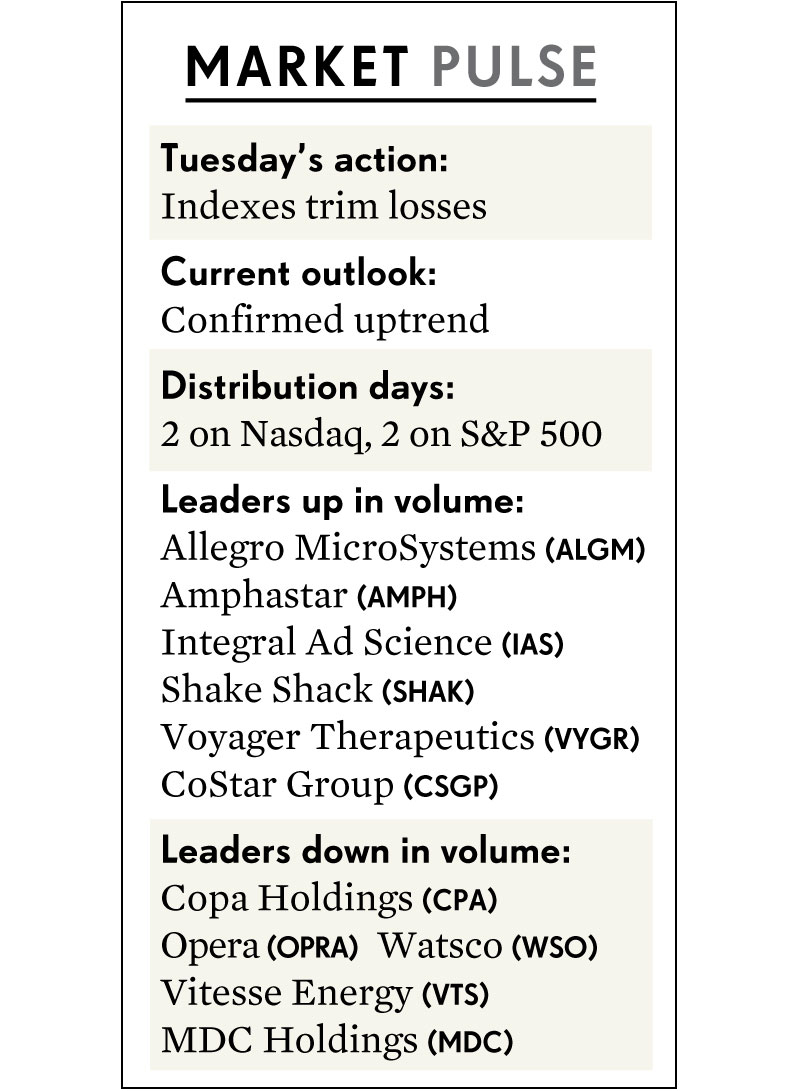 MARKET PULSE
Tuesday’s action:
Indexes trim losses
Current outlook:
Confirmed uptrend
Distribution days:
2 on Nasdaq, 2 on S&P 500
Leaders up in volume:
Allegro MicroSystems (ALGM)
Amphastar (AMPH)
Integral Ad Science (IAS)
Shake Shack (SHAK)
Voyager Therapeutics (VYGR)
CoStar Group (CSGP)
Leaders down in volume:
Copa Holdings (CPA)
Opera (OPRA) Watsco (WSO)
Vitesse Energy (VTS)
MDC Holdings (MDC)